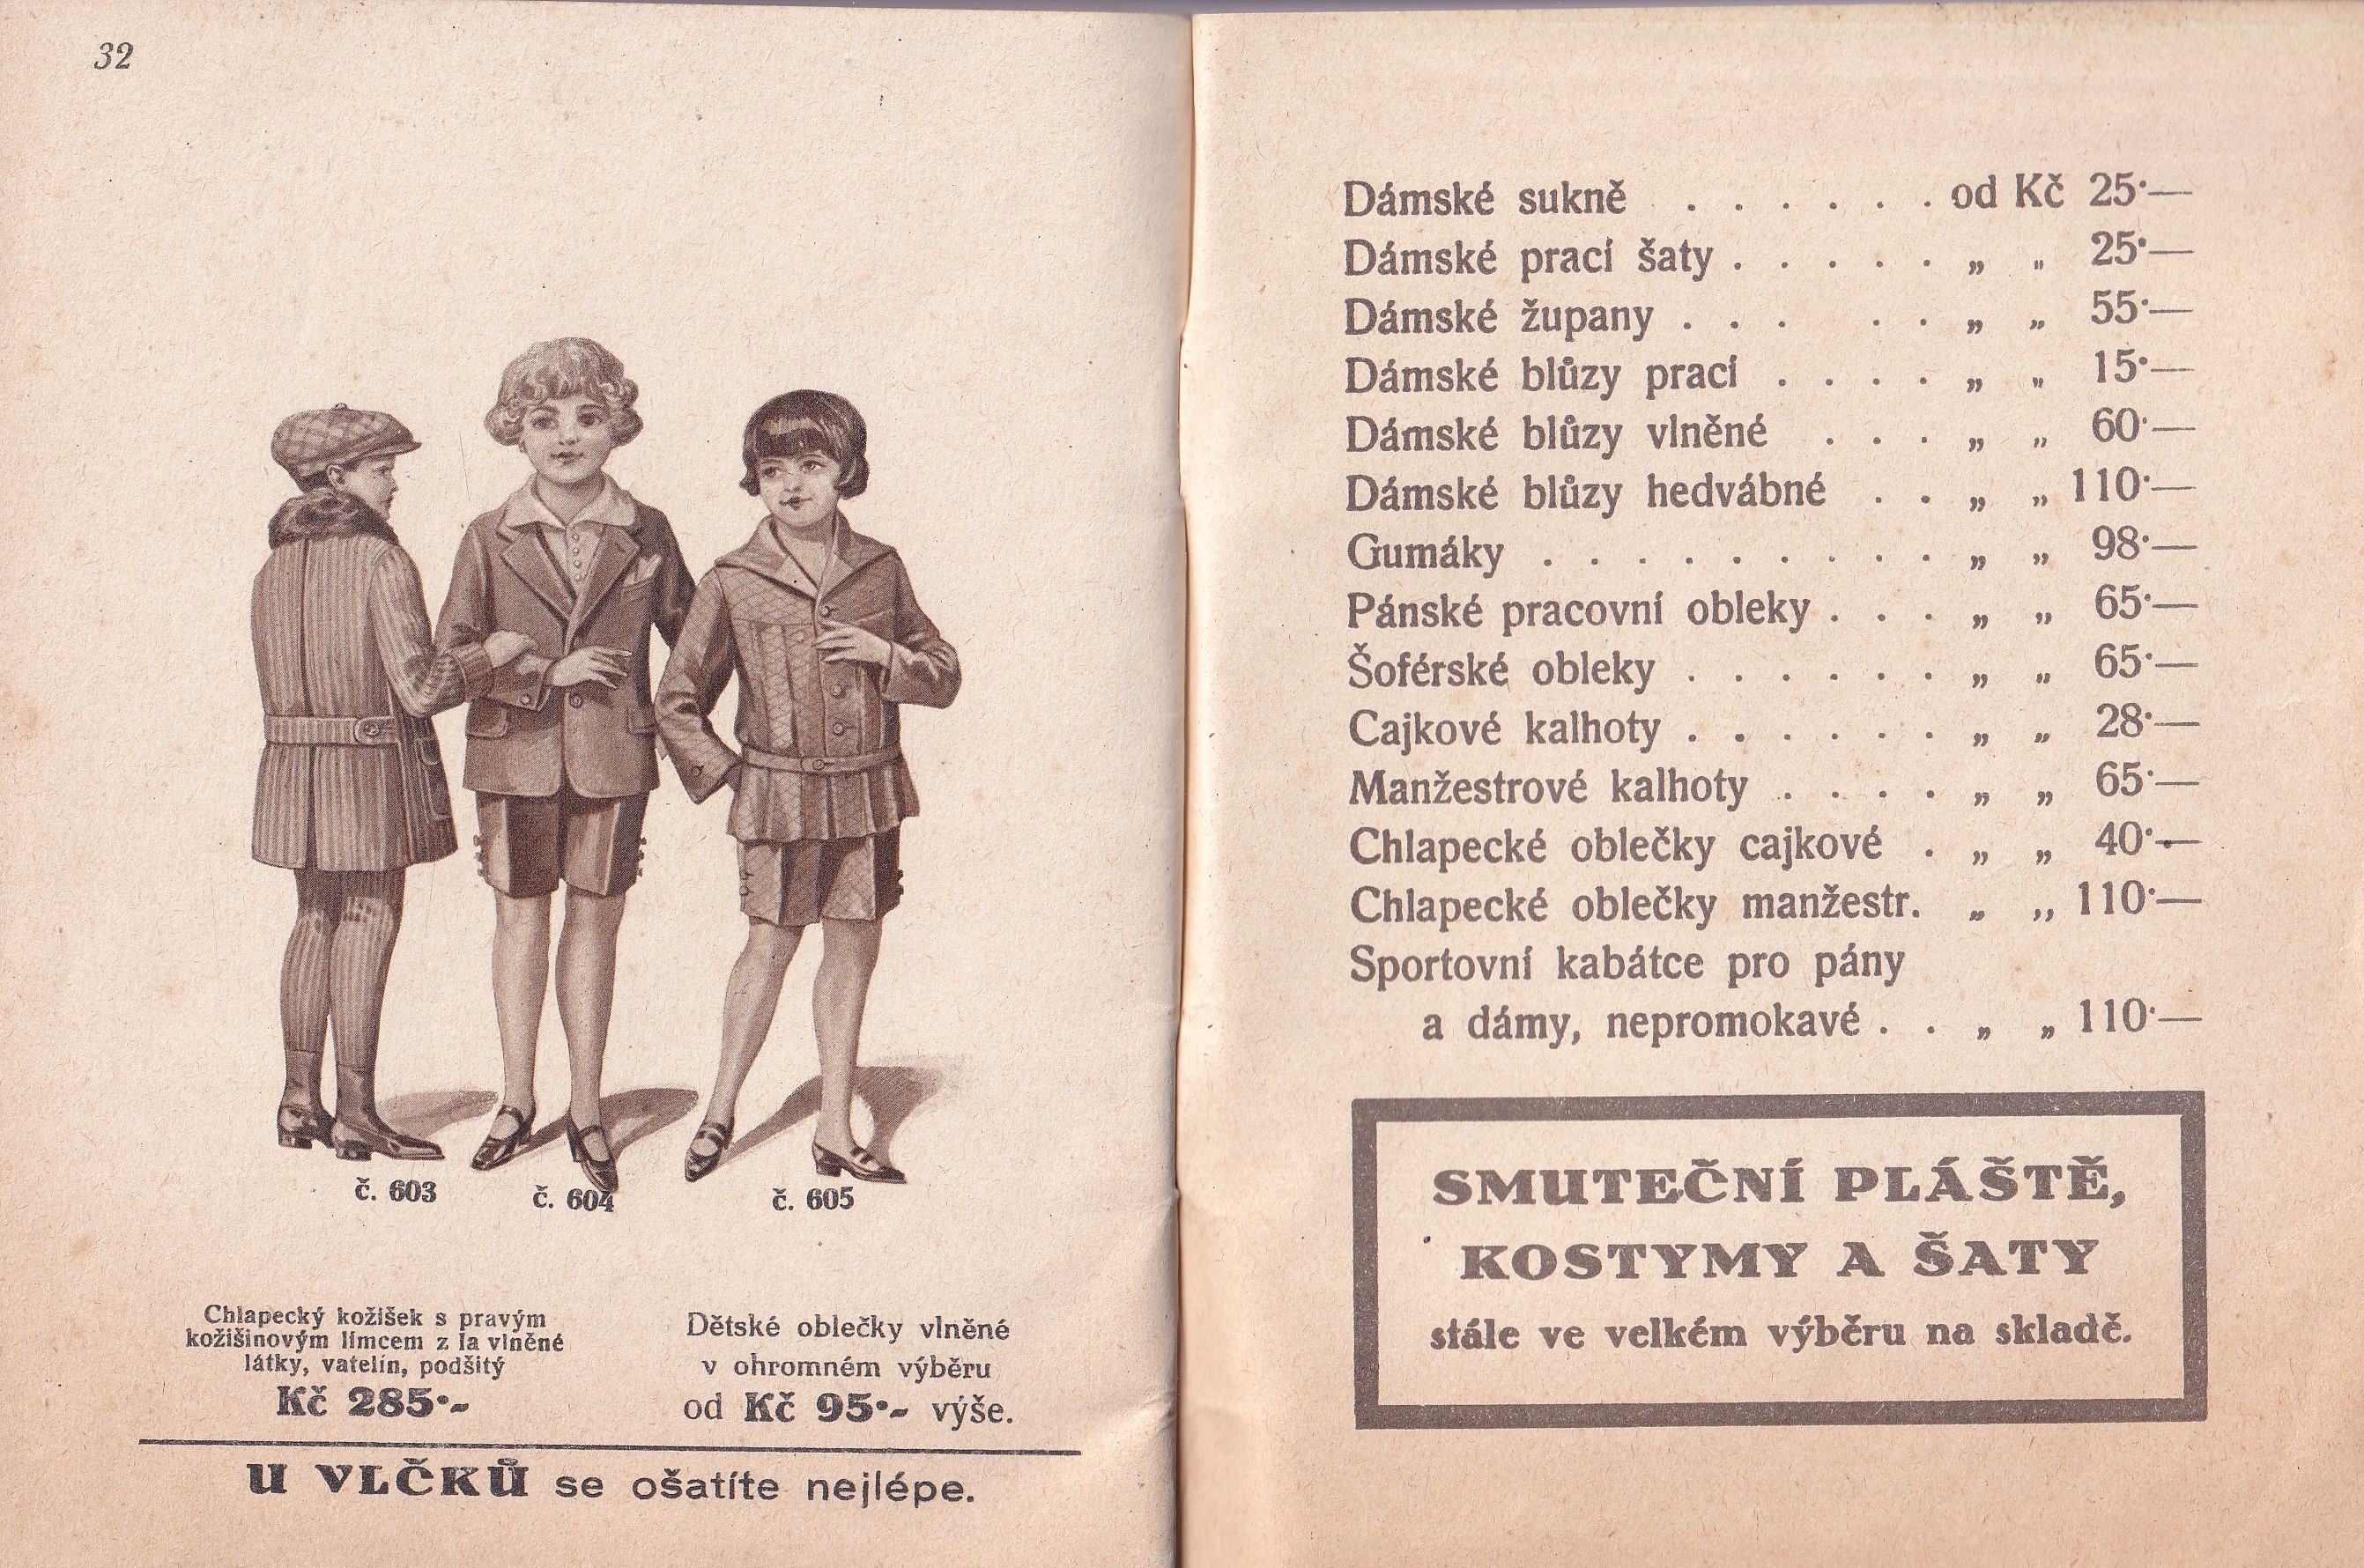 32
č. 603
č. 604
č. 605
Chlapecký kožíšek s pravým
kožišinovým límcem z Ia vlněné
látky, vatelín, podšitý
Kč 285·-
Dětské oblečky vlněné
v ohromném výběru
od Kč 95·- výše.
U VLČKŮ se ošatíte nejlépe.
Dámské sukně . . . . . . od Kč 25·—
Dámské prací šaty . . . . . „ „ 25·—
Dámské župany . . . . . „ „ 55·—
Dámské blůzy prací . . . . „ „ 15·—
Dámské blůzy vlněné . . . „ „ 60·—
Dámské blůzy hedvábné . . „ „ 110·—
Gumáky . . . . . . . . . „ „ 98·—
Pánské pracovní obleky . . . „ „ 65·—
Šoférské obleky . . . . . . „ „ 65·—
Cajkové kalhoty . . . . . . „ „ 28·—
Manžestrové kalhoty . . . . „ „ 65·—
Chlapecké oblečky cajkové . „ „ 40·—
Chlapecké oblečky manžestr. „ „ 110·—
Sportovní kabátce pro pány
a dámy, nepromokavé . . „ „ 110·—
SMUTEČNÍ PLÁŠTĚ,
KOSTYMY A ŠATY
stále ve velkém výběru na skladě.